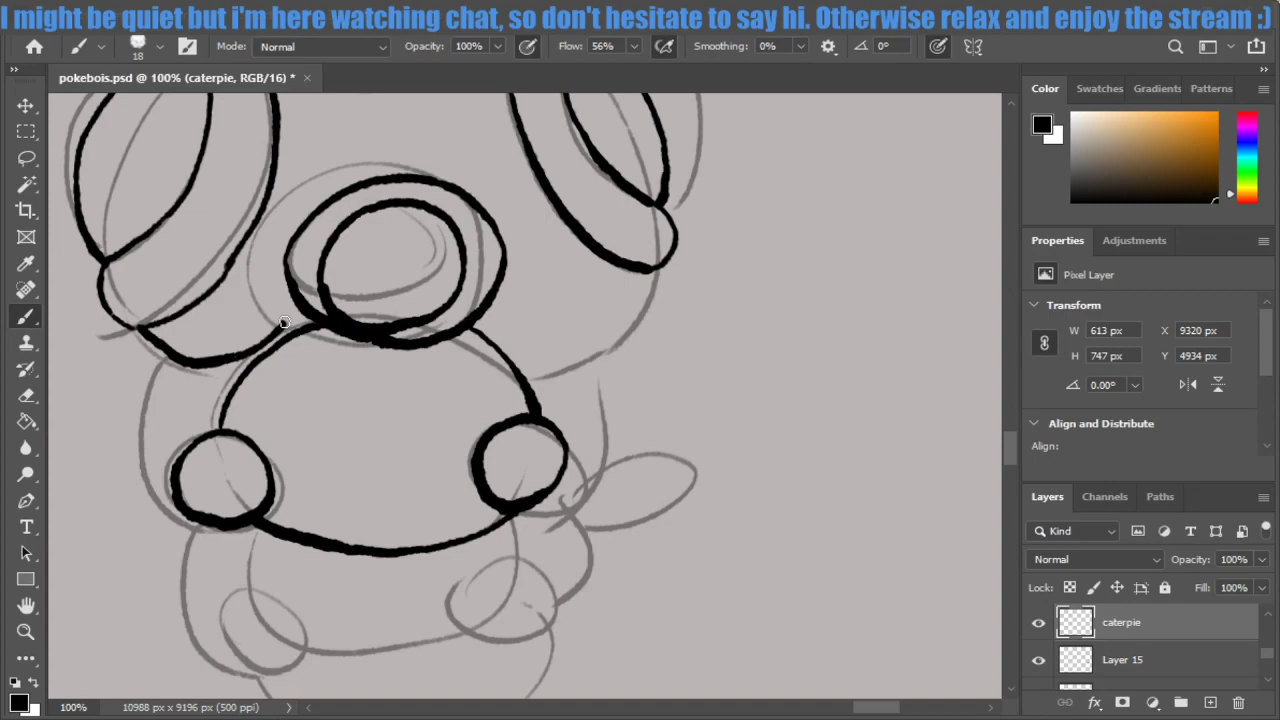 I might be quiet but i'm here watching chat, so don't hesitate to say hi. Otherwise relax and enjoy the stream :)
18 Mode: Normal Opacity: 100% Flow: 56% Smoothing: 0% 0°
pokebois.psd @ 100% (caterpie, RGB/16) * ×
Color Swatches Gradients Patterns
Properties Adjustments
Pixel Layer
Transform
W 613 px X 9320 px
H 747 px Y 4934 px
0.00°
Align and Distribute
Align:
Layers Channels Paths
Kind
Normal Opacity: 100%
Lock: Fill: 100%
caterpie
Layer 15
100% 10988 px x 9196 px (500 ppi)